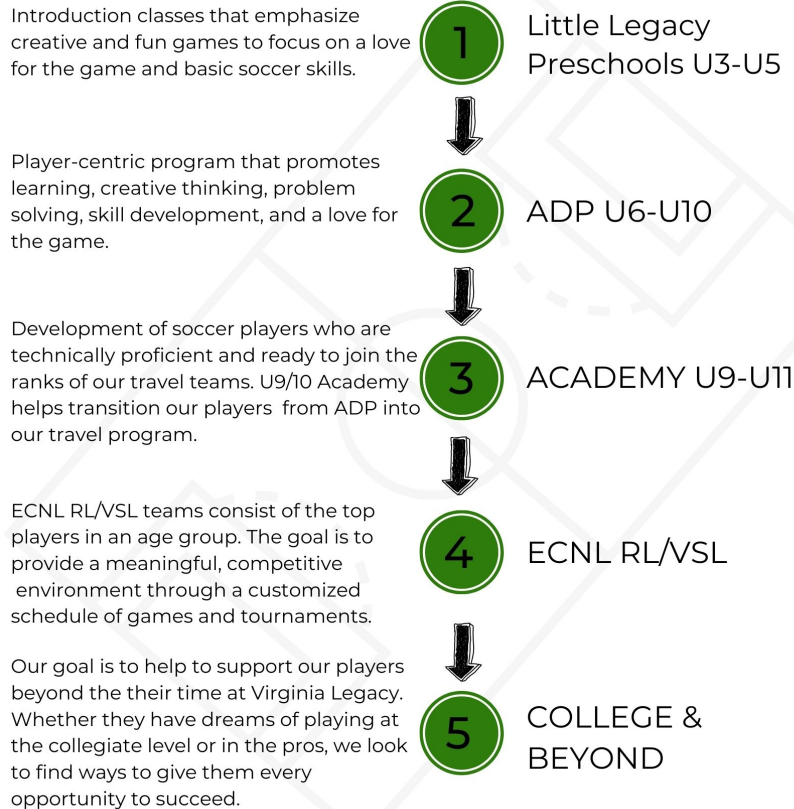 Introduction classes that emphasize
creative and fun games to focus on a love
for the game and basic soccer skills.
1
Little Legacy
Preschools U3-U5
Player-centric program that promotes
learning, creative thinking, problem
solving, skill development, and a love for
the game.
2
ADP U6-U10
Development of soccer players who are
technically proficient and ready to join the
ranks of our travel teams. U9/10 Academy
helps transition our players from ADP into
our travel program.
3
ACADEMY U9-U11
ECNL RL/VSL teams consist of the top
players in an age group. The goal is to
provide a meaningful, competitive
environment through a customized
schedule of games and tournaments.
4
ECNL RL/VSL
Our goal is to help to support our players
beyond the their time at Virginia Legacy.
Whether they have dreams of playing at
the collegiate level or in the pros, we look
to find ways to give them every
opportunity to succeed.
5
COLLEGE &
BEYOND